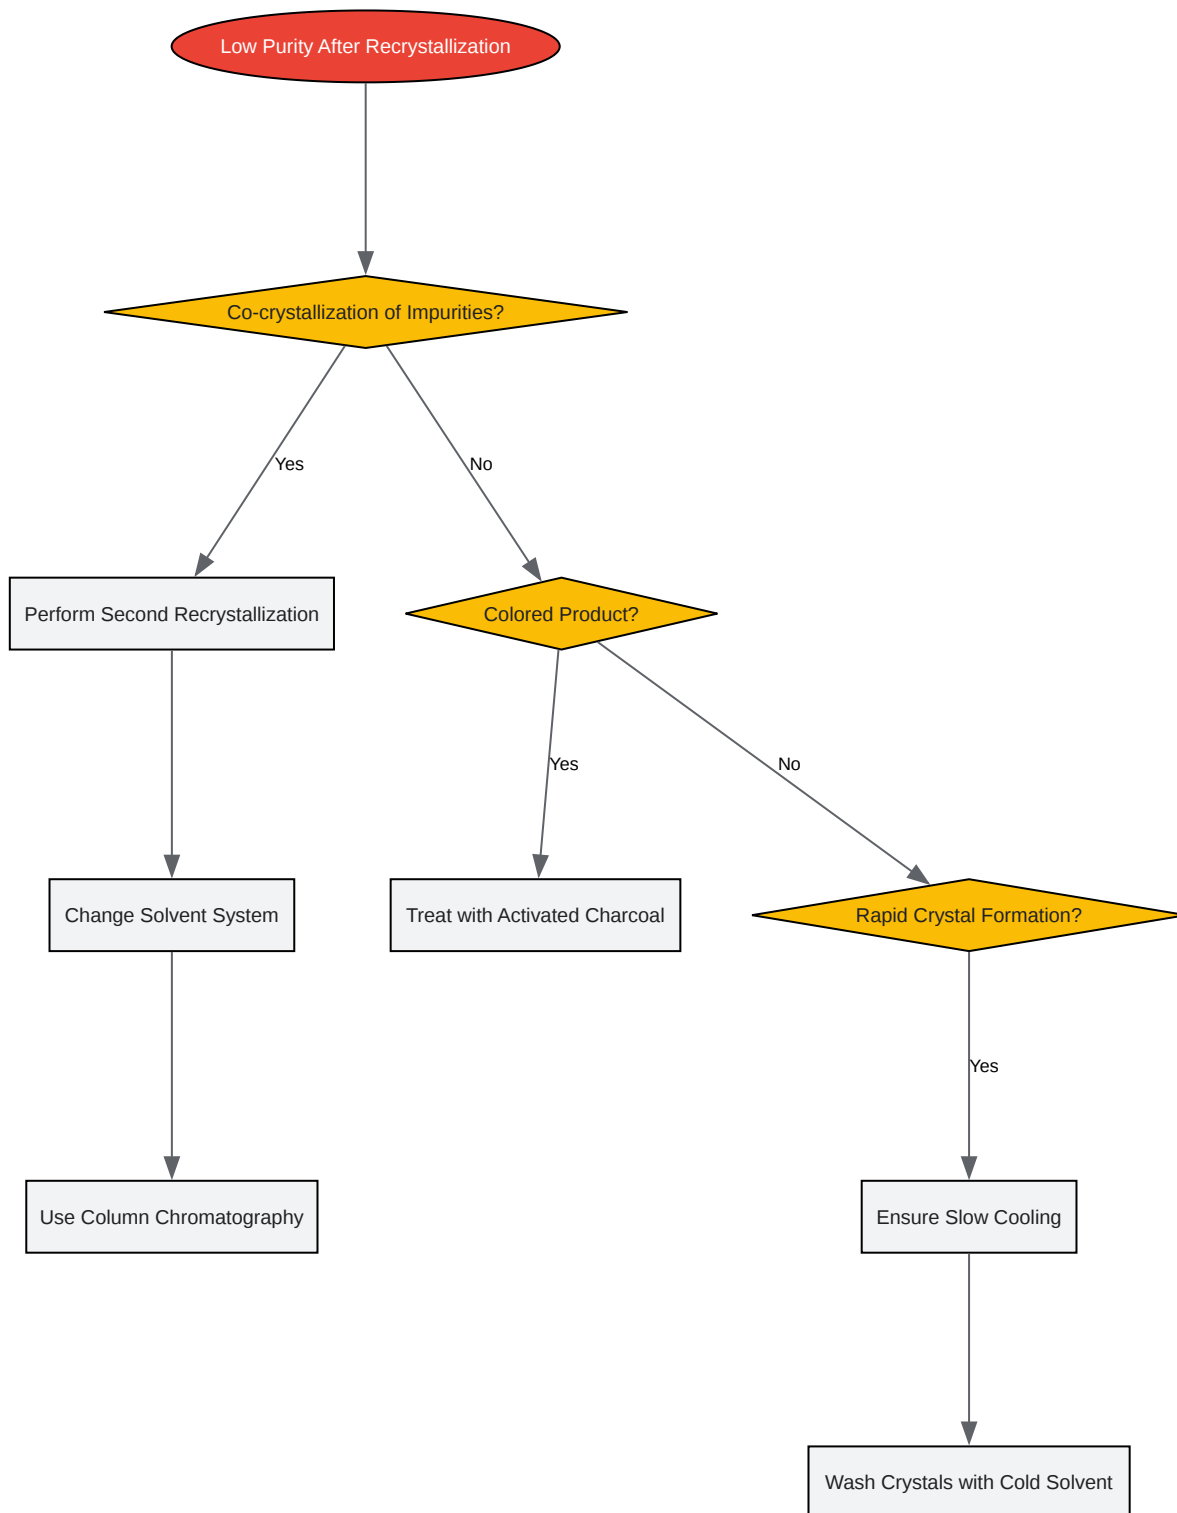 Low Purity After Recrystallization
Co-crystallization of Impurities?
Yes
No
Perform Second Recrystallization
Colored Product?
Yes
No
Change Solvent System
Treat with Activated Charcoal
Rapid Crystal Formation?
Yes
Use Column Chromatography
Ensure Slow Cooling
Wash Crystals with Cold Solvent